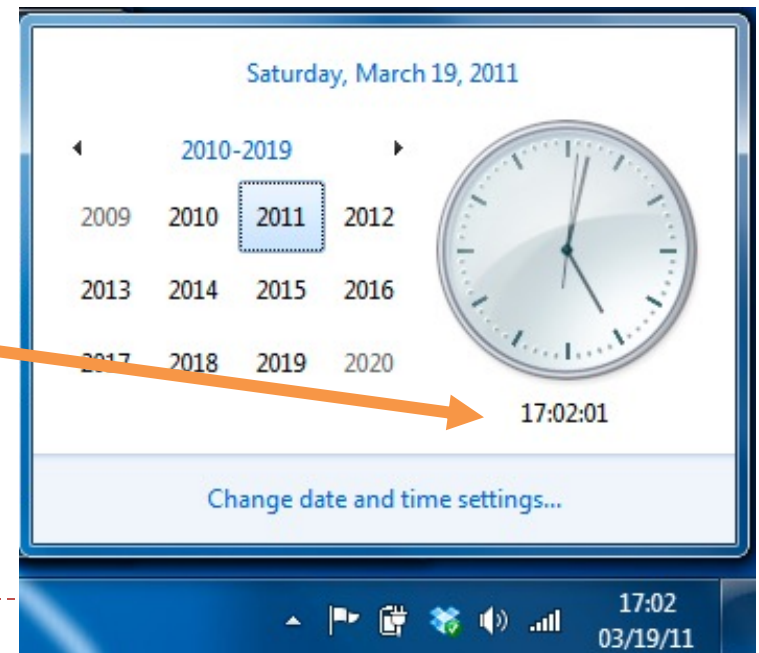 Saturday, March 19, 2011
2010-2019
2009 2010 2011 2012
2013 2014 2015 2016
2017 2018 2019 2020
17:02:01
Change date and time settings...
17:02
03/19/11